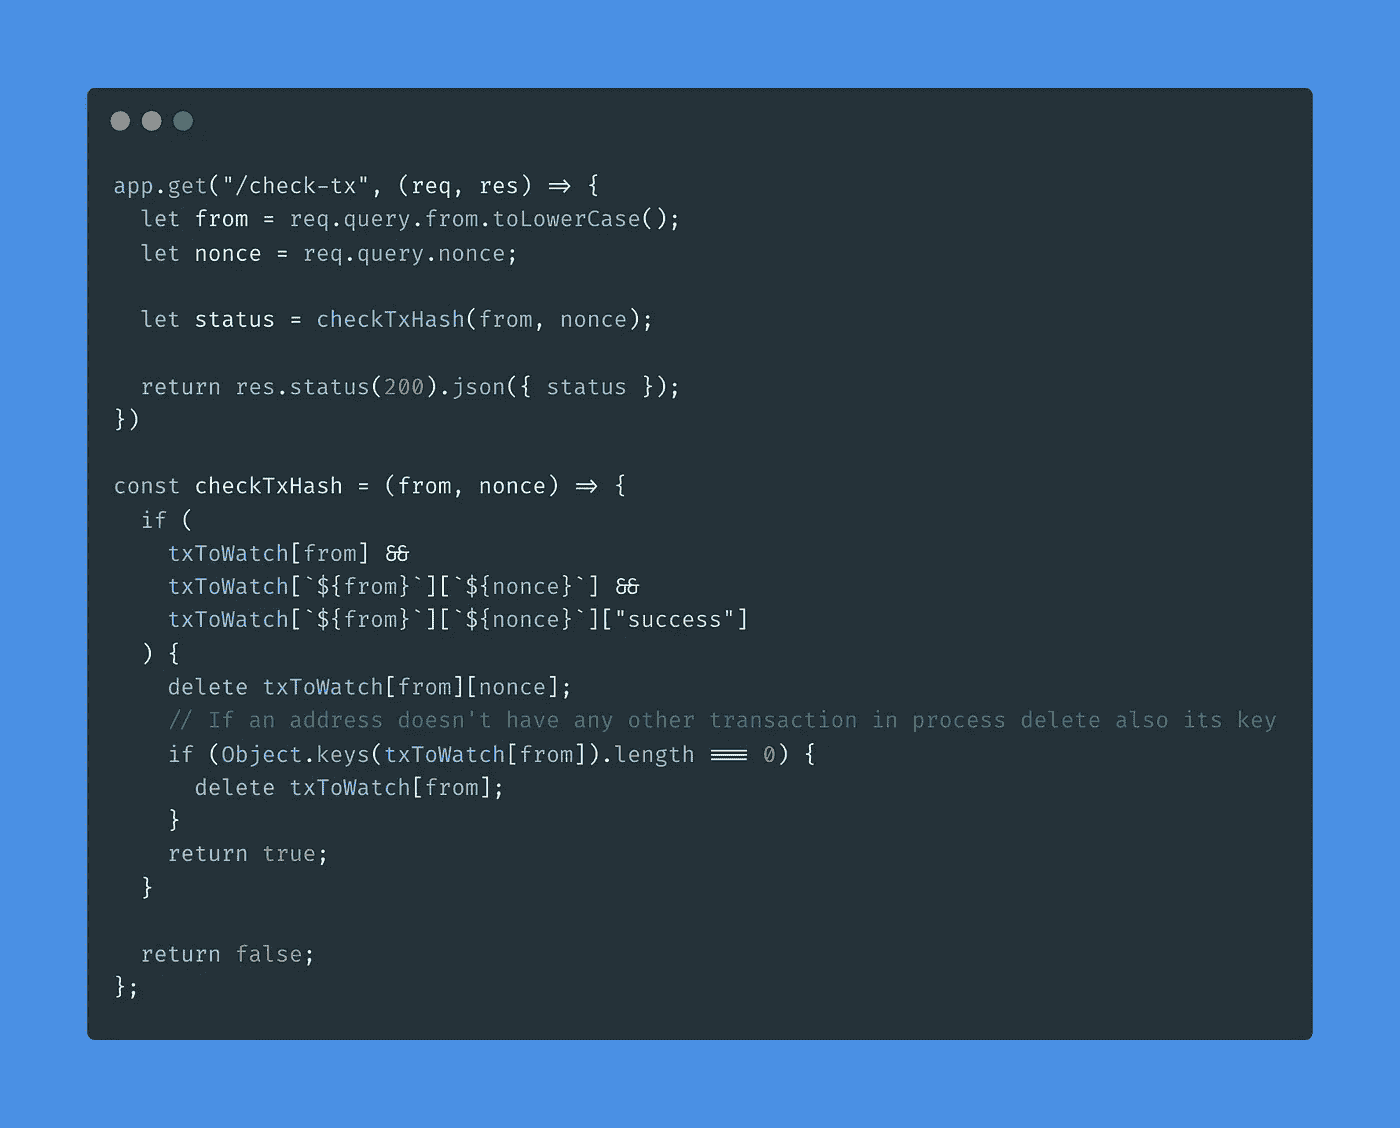 app.get("/check-tx", (req, res) => {
  let from = req.query.from.toLowerCase();
  let nonce = req.query.nonce;

  let status = checkTxHash(from, nonce);

  return res.status(200).json({ status });
})

const checkTxHash = (from, nonce) => {
  if (
    txToWatch[from] &&
    txToWatch[`${from}`][`${nonce}`] &&
    txToWatch[`${from}`][`${nonce}`]["success"]
  ) {
    delete txToWatch[from][nonce];
    // If an address doesn't have any other transaction in process delete also its key
    if (Object.keys(txToWatch[from]).length === 0) {
      delete txToWatch[from];
    }
    return true;
  }

  return false;
};